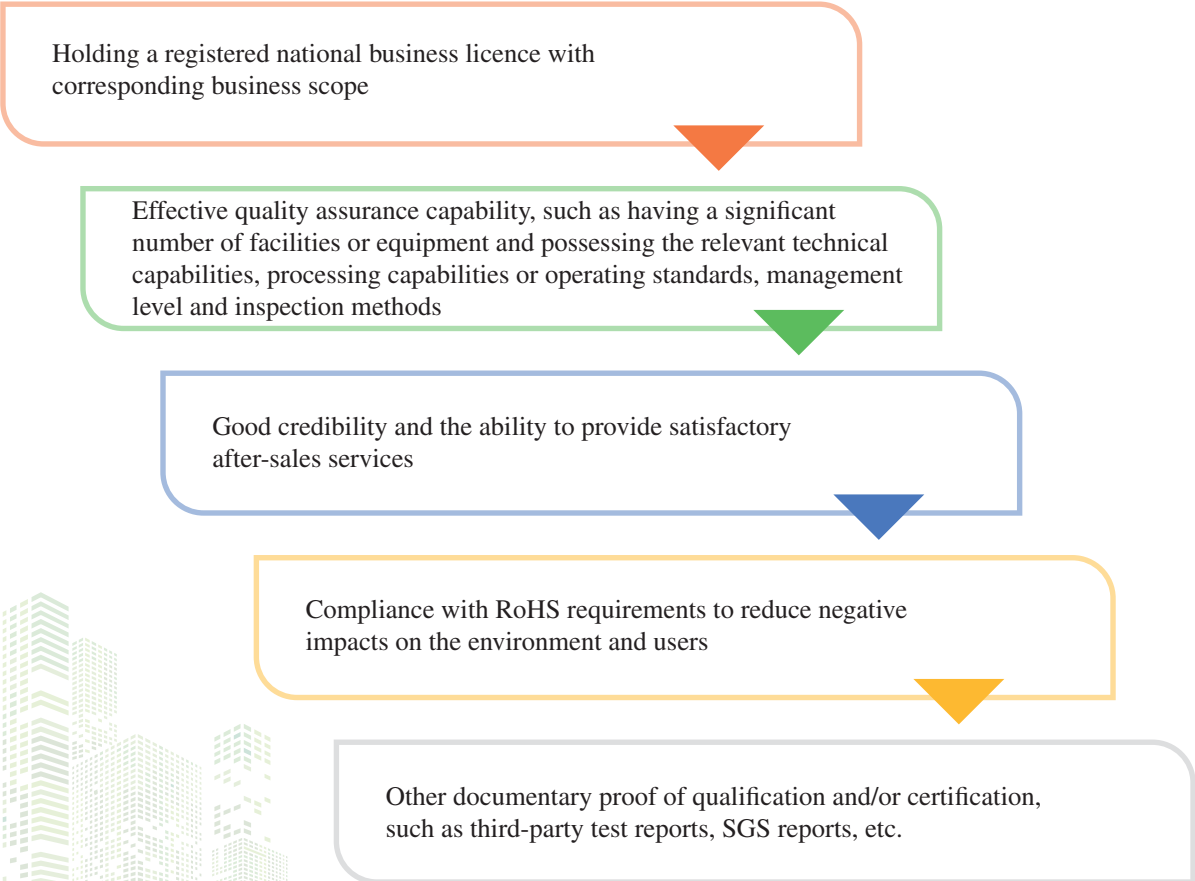 Holding a registered national business licence with
corresponding business scope
Effective quality assurance capability, such as having a significant
number of facilities or equipment and possessing the relevant technical
capabilities, processing capabilities or operating standards, management
level and inspection methods
Good credibility and the ability to provide satisfactory
after-sales services
Compliance with RoHS requirements to reduce negative
impacts on the environment and users
Other documentary proof of qualification and/or certification,
such as third-party test reports, SGS reports, etc.